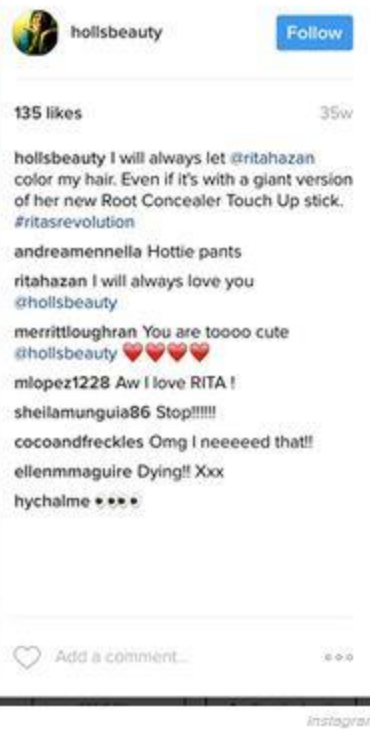 hollsbeauty
Follow
135 likes
35w
hollsbeauty I will always let @ritahazan
color my hair. Even if it's with a giant version
of her new Root Concealer Touch Up stick.
#ritasrevolution
andreamennella Hottie pants
ritahazan I will always love you
@hollsbeauty
merrittloughran You are toooo cute
@hollsbeauty ❤️❤️❤️❤️
mlopez1228 Aw I love RITA !
sheilamunguia86 Stop!!!!!!
cocoandfreckles Omg I neeeeed that!!
ellenmmaguire Dying!! Xxx
hychalme 👀👀
Add a comment...
Instagram